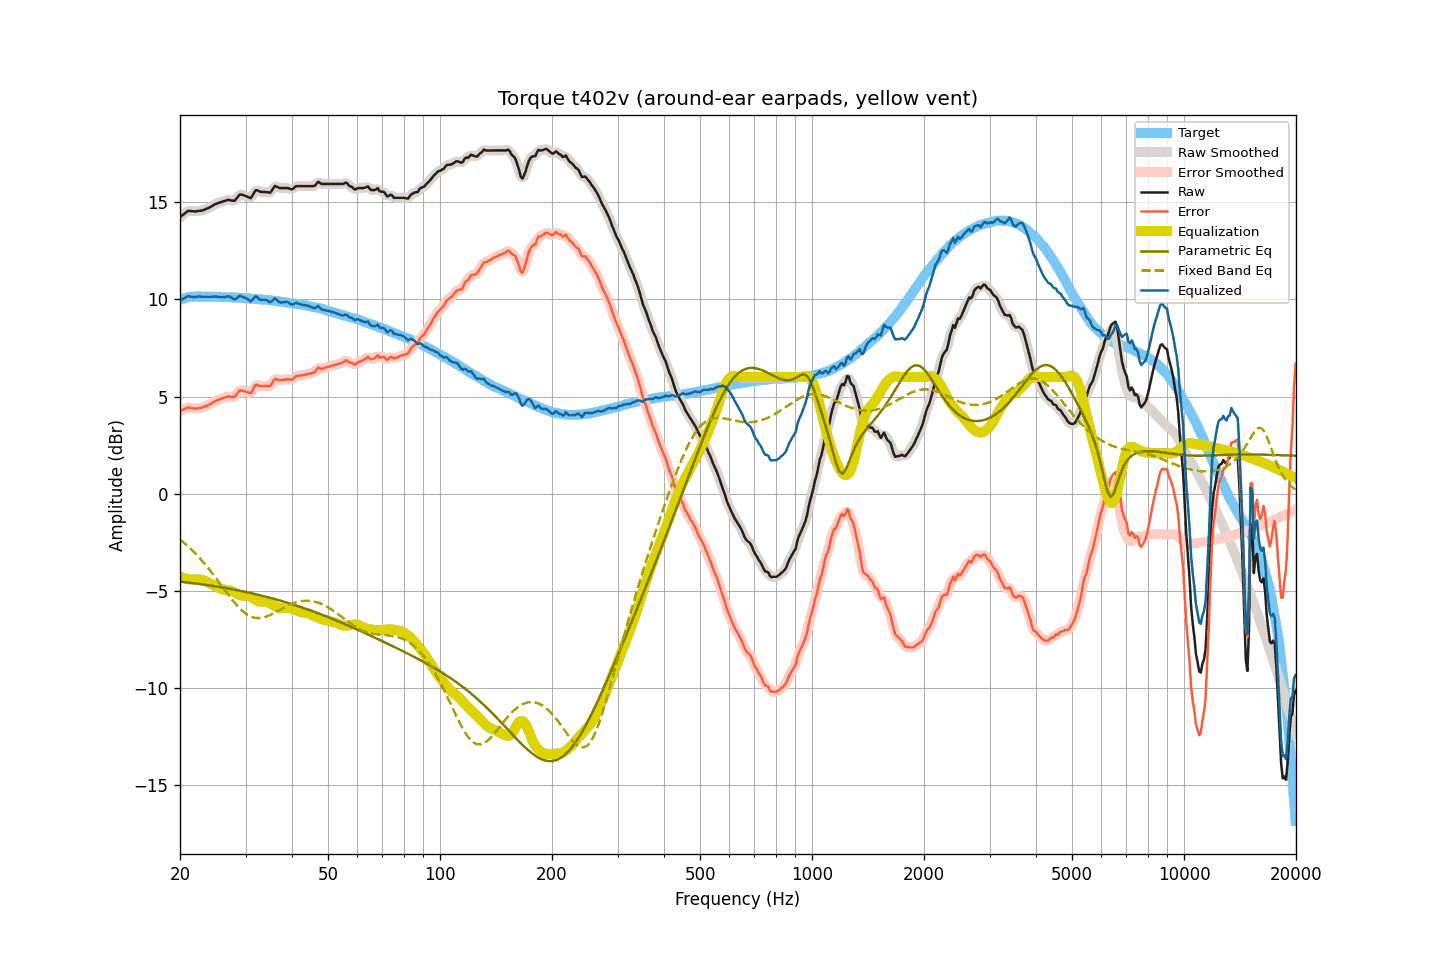 Torque t402v (around-ear earpads, yellow vent)
Target
Raw Smoothed
Error Smoothed
Raw
Error
Equalization
Parametric Eq
Fixed Band Eq
Equalized
Amplitude (dBr)
15
10
5
0
−5
−10
−15
20 50 100 200 500 1000 2000 5000 10000 20000
Frequency (Hz)